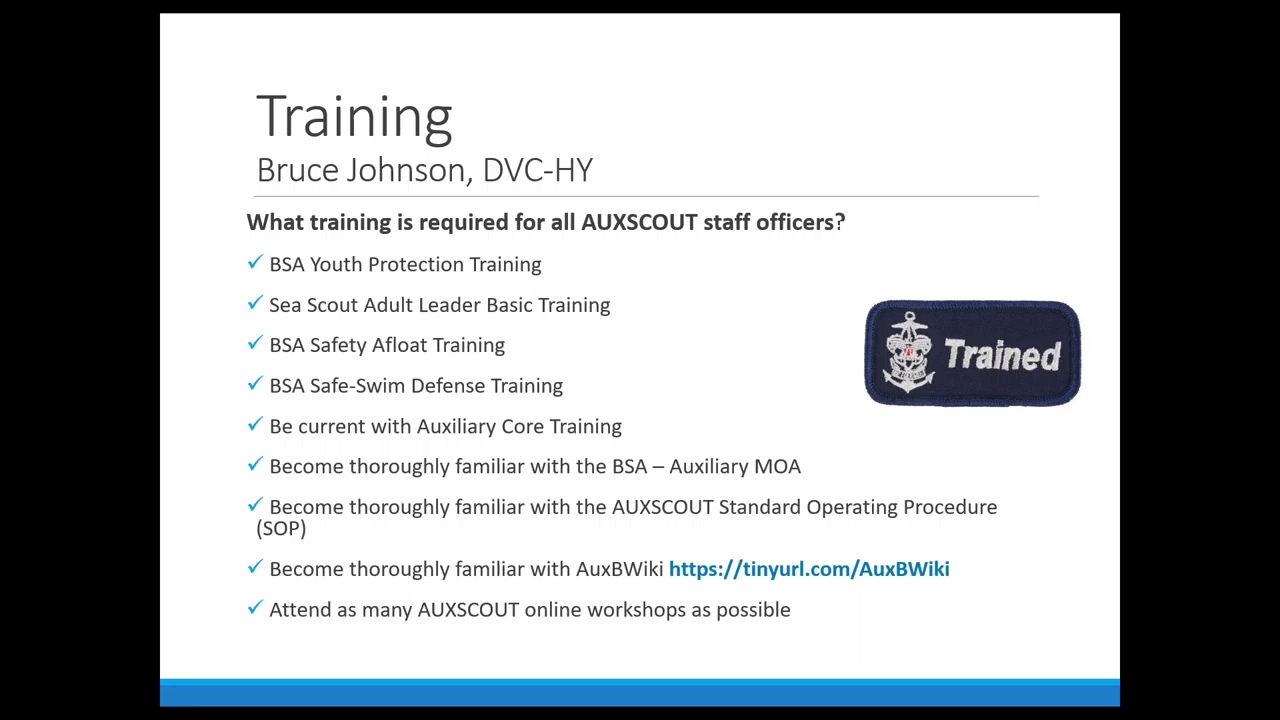 Training
Bruce Johnson, DVC-HY
What training is required for all AUXSCOUT staff officers?
✓ BSA Youth Protection Training
✓ Sea Scout Adult Leader Basic Training
✓ BSA Safety Afloat Training
✓ BSA Safe-Swim Defense Training
✓ Be current with Auxiliary Core Training
✓ Become thoroughly familiar with the BSA – Auxiliary MOA
✓ Become thoroughly familiar with the AUXSCOUT Standard Operating Procedure
(SOP)
✓ Become thoroughly familiar with AuxBWiki https://tinyurl.com/AuxBWiki
✓ Attend as many AUXSCOUT online workshops as possible
Trained